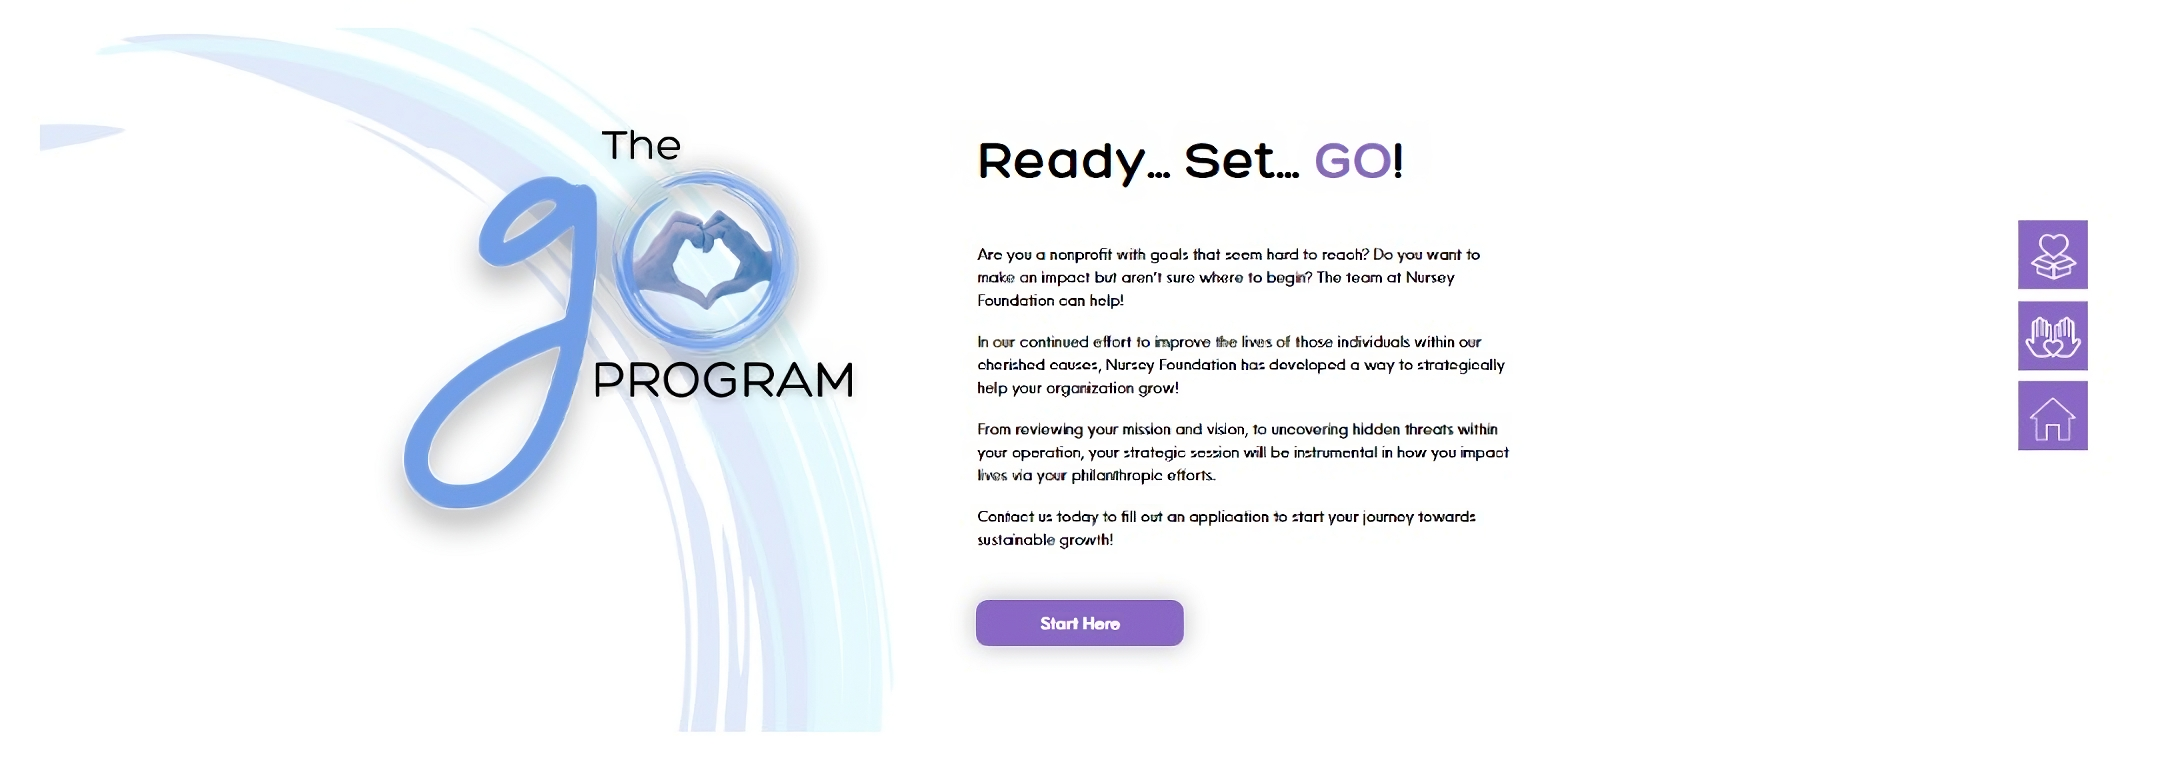 The
go
PROGRAM
Ready... Set... GO!
Are you a nonprofit with goals that seem hard to reach? Do you want to
make an impact but aren't sure where to begin? The team at Nursey
Foundation can help!
In our continued effort to improve the lives of those individuals within our
cherished causes, Nursey Foundation has developed a way to strategically
help your organization grow!
From reviewing your mission and vision, to uncovering hidden threats within
your operation, your strategic session will be instrumental in how you impact
lives via your philanthropic efforts.
Contact us today to fill out an application to start your journey towards
sustainable growth!
Start Here